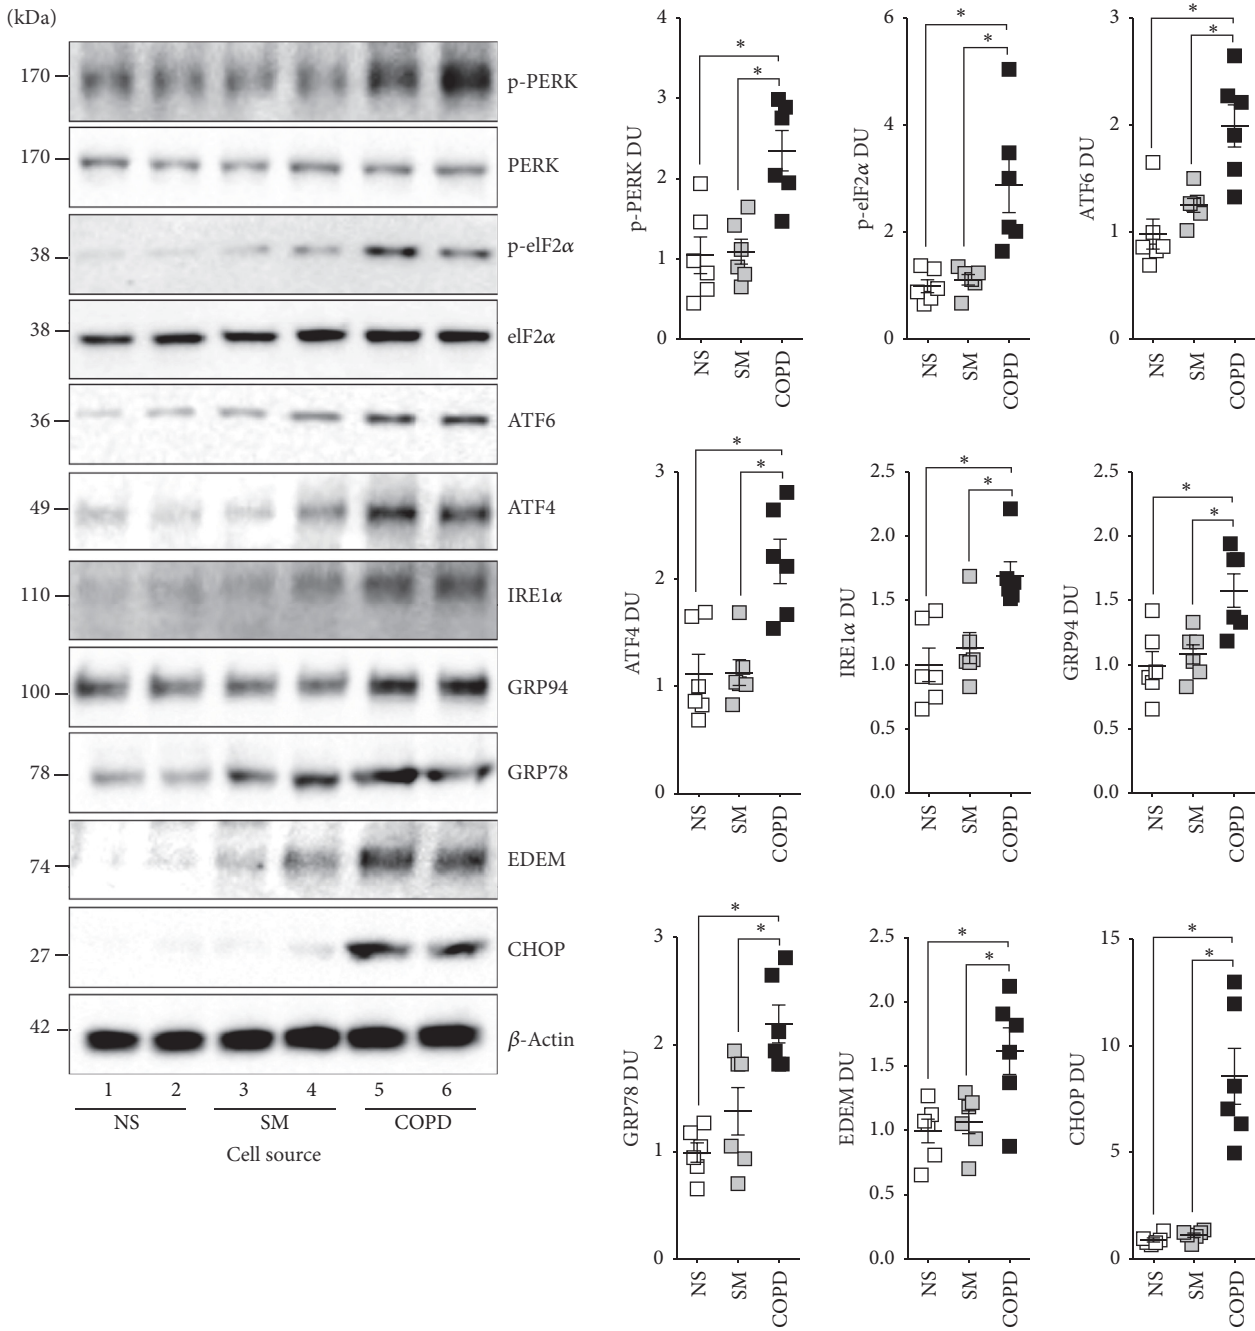 (kDa)
170 p-PERK
170 PERK
38 p-elF2α
38 elF2α
36 ATF6
49 ATF4
110 IRE1α
100 GRP94
78 GRP78
74 EDEM
27 CHOP
42 β-Actin
1 2 3 4 5 6
NS SM COPD
Cell source
p-PERK DU
4
3
2
1
0
* *
NS SM COPD
p-elF2α DU
6
4
2
0
* *
NS SM COPD
ATF6 DU
3
2
1
0
* *
NS SM COPD
ATF4 DU
3
2
1
0
* *
NS SM COPD
IRE1α DU
2.5
2.0
1.5
1.0
0.5
0.0
* *
NS SM COPD
GRP94 DU
2.5
2.0
1.5
1.0
0.5
0.0
* *
NS SM COPD
GRP78 DU
3
2
1
0
* *
NS SM COPD
EDEM DU
2.5
2.0
1.5
1.0
0.5
0.0
* *
NS SM COPD
CHOP DU
15
10
5
0
* *
NS SM COPD